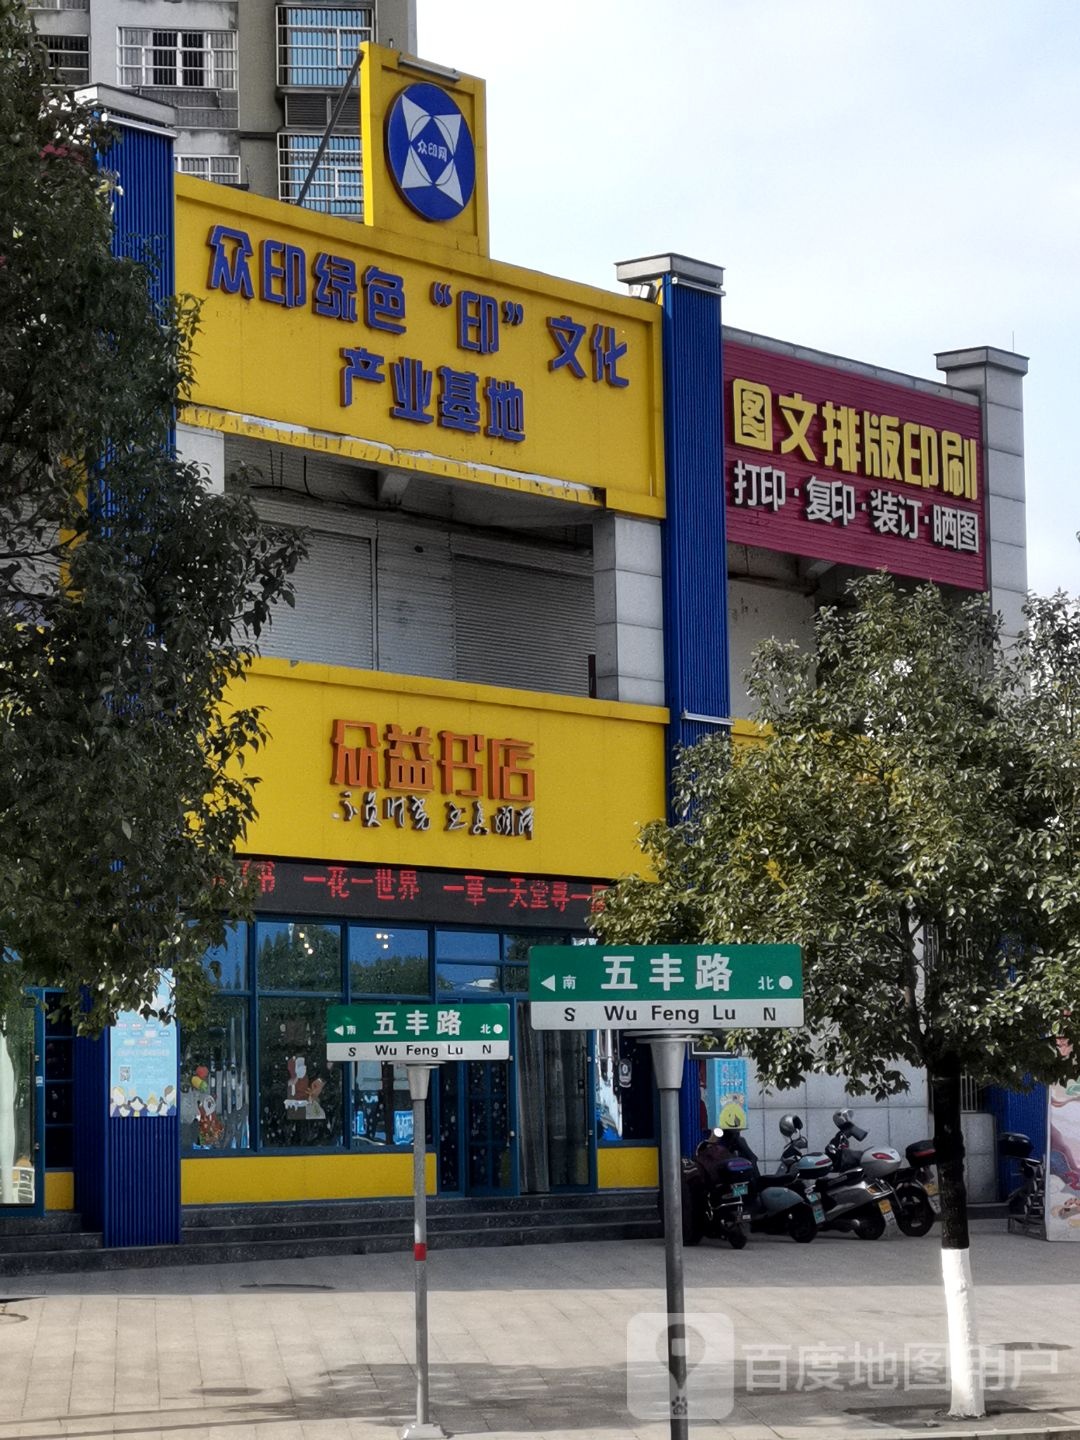 众印网
众印绿色“印”文化
产业基地
图文排版印刷
打印·复印·装订·晒图
众益书店
书 一花一世界 一草一天堂寻一
南 五丰路 北
S Wu Feng Lu N
南 五丰路 北
S Wu Feng Lu N
百度地图用户